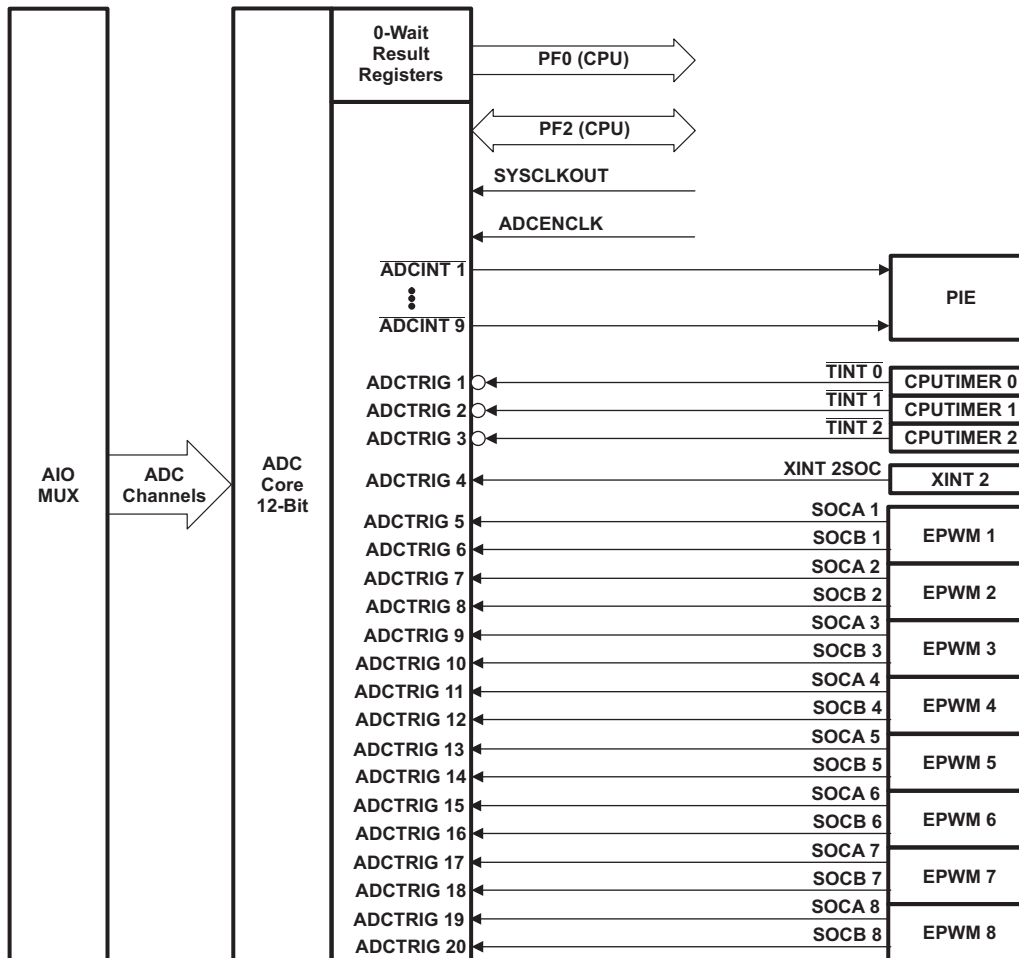 0-Wait
Result
Registers
PF0 (CPU)
PF2 (CPU)
SYSCLKOUT
ADCENCLK
ADCINT 1
ADCINT 9
PIE
ADCTRIG 1
TINT 0
CPUTIMER 0
ADCTRIG 2
TINT 1
CPUTIMER 1
ADCTRIG 3
TINT 2
CPUTIMER 2
AIO
MUX
ADC
Channels
ADC
Core
12-Bit
ADCTRIG 4
XINT 2SOC
XINT 2
ADCTRIG 5
SOCA 1
ADCTRIG 6
SOCB 1
EPWM 1
ADCTRIG 7
SOCA 2
ADCTRIG 8
SOCB 2
EPWM 2
ADCTRIG 9
SOCA 3
ADCTRIG 10
SOCB 3
EPWM 3
ADCTRIG 11
SOCA 4
ADCTRIG 12
SOCB 4
EPWM 4
ADCTRIG 13
SOCA 5
ADCTRIG 14
SOCB 5
EPWM 5
ADCTRIG 15
SOCA 6
ADCTRIG 16
SOCB 6
EPWM 6
ADCTRIG 17
SOCA 7
ADCTRIG 18
SOCB 7
EPWM 7
ADCTRIG 19
SOCA 8
ADCTRIG 20
SOCB 8
EPWM 8